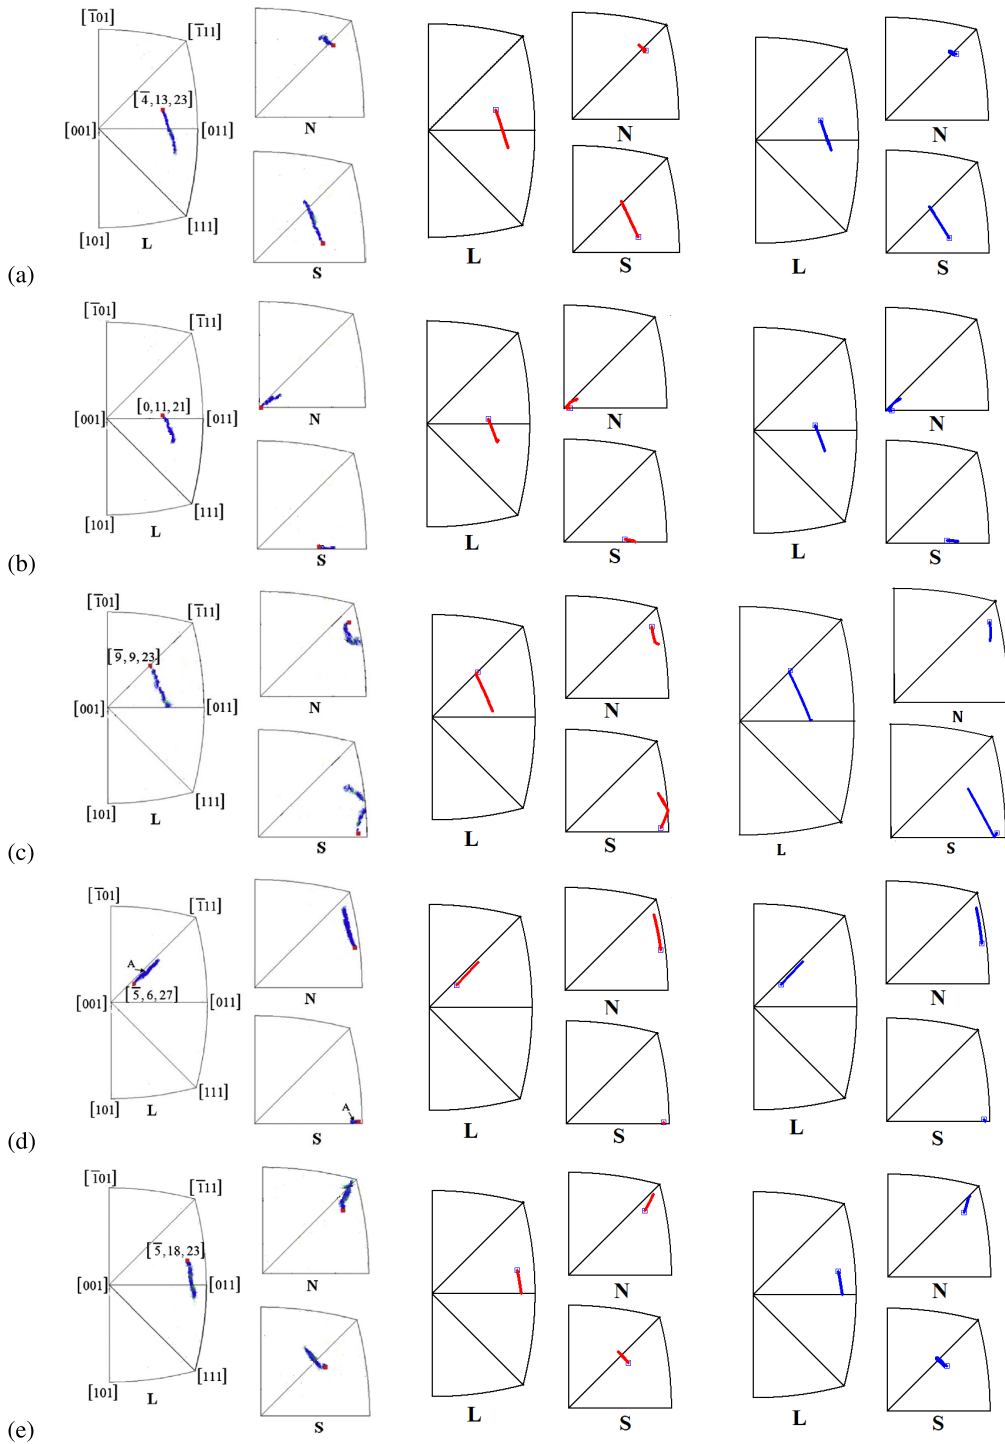 [1̅01]
[1̅11]
[4̅,13,23]
[001]
[011]
[101]
[111]
L
N
S
L
N
S
L
N
S
(a)
[1̅01]
[1̅11]
[0,11,21]
[001]
[011]
[101]
[111]
L
N
S
L
N
S
L
N
S
(b)
[1̅01]
[1̅11]
[9̅,9,23]
[001]
[011]
[101]
[111]
L
N
S
L
N
S
L
N
S
(c)
[1̅01]
[1̅11]
A
[5̅,6,27]
[001]
[011]
[101]
[111]
L
N
A
S
L
N
S
L
N
S
(d)
[1̅01]
[1̅11]
[5̅,18,23]
[001]
[011]
[101]
[111]
L
N
S
L
N
S
L
N
S
(e)